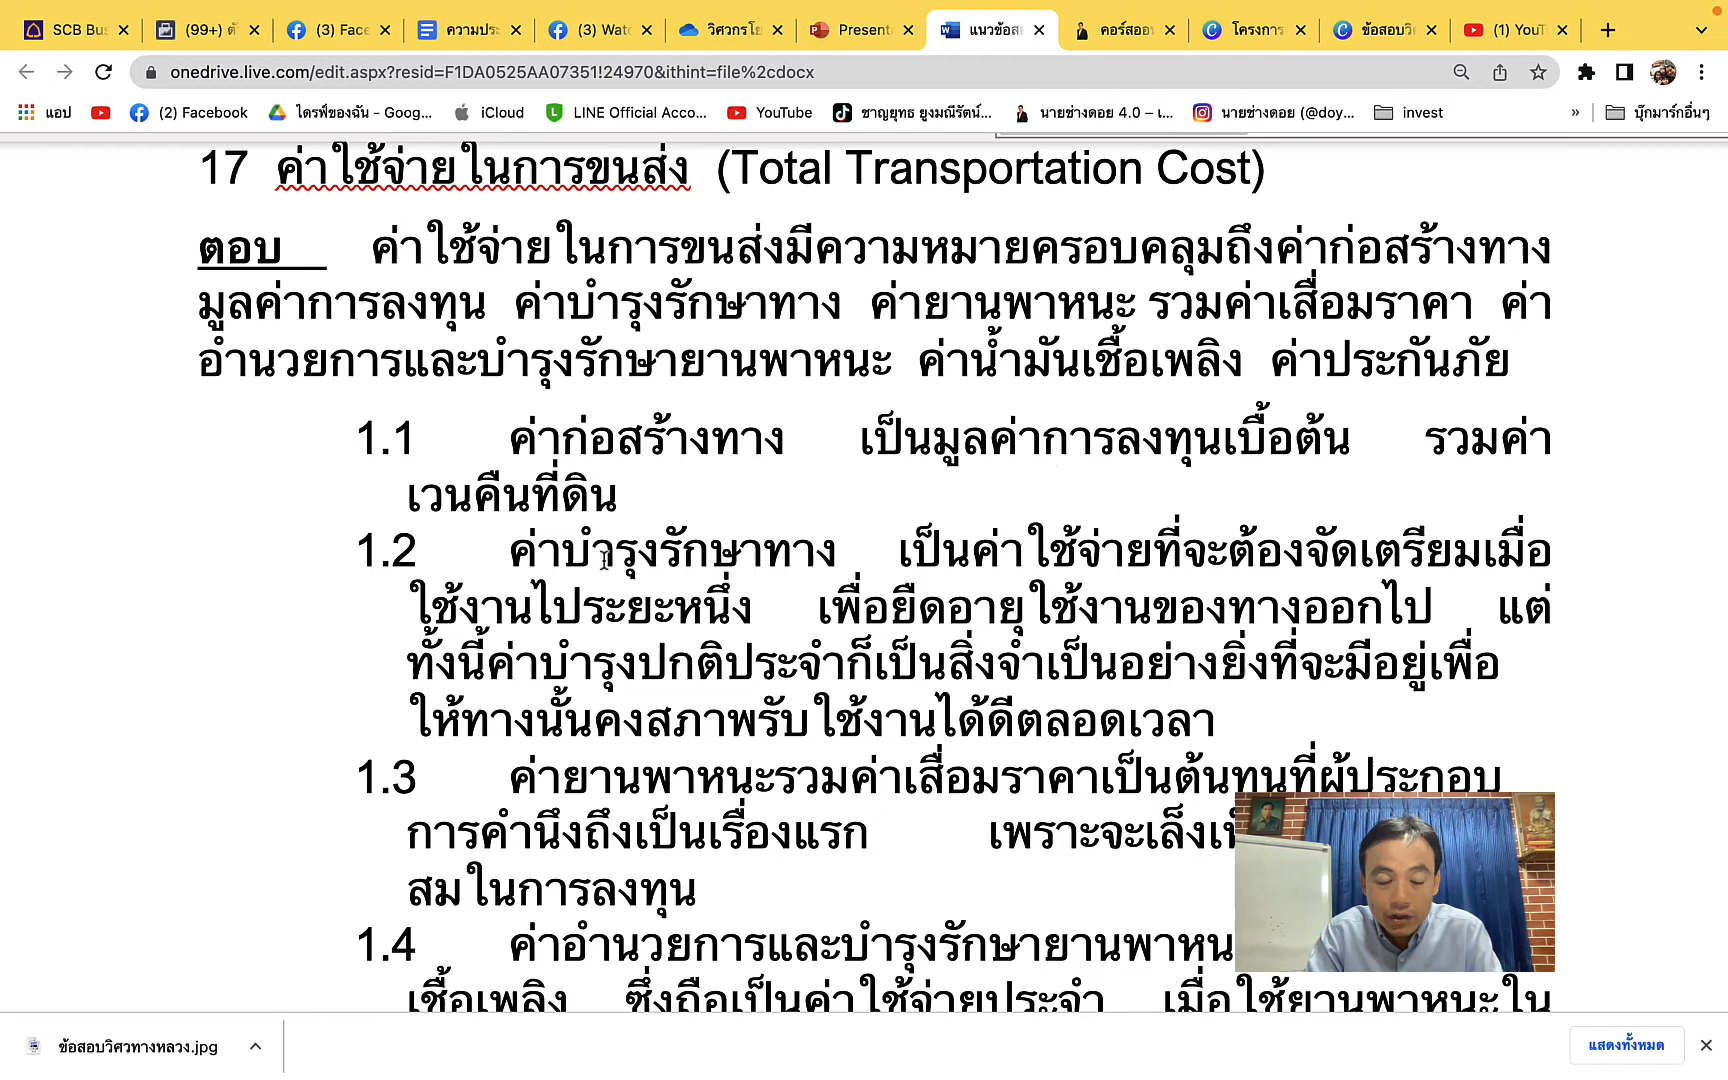 SCB Bus
(99+) ตั
(3) Face
ความประ
(3) Watc
วิศวกรโย
Present
แนวข้อส
คอร์สออน
โครงการ
ข้อสอบวิ
(1) YouT
onedrive.live.com/edit.aspx?resid=F1DA0525AA07351!24970&ithint=file%2cdocx
แอป
(2) Facebook
ไดรฟ์ของฉัน - Goog...
iCloud
LINE Official Acco...
YouTube
ชาญยุทธ ยูงมณีรัตน์...
นายช่างดอย 4.0 – เ...
นายช่างดอย (@doy...
invest
»
บุ๊กมาร์กอื่นๆ
17 ค่าใช้จ่ายในการขนส่ง (Total Transportation Cost)
ตอบ ค่าใช้จ่ายในการขนส่งมีความหมายครอบคลุมถึงค่าก่อสร้างทาง
มูลค่าการลงทุน ค่าบำรุงรักษาทาง ค่ายานพาหนะ รวมค่าเสื่อมราคา ค่า
อำนวยการและบำรุงรักษายานพาหนะ ค่าน้ำมันเชื้อเพลิง ค่าประกันภัย
1.1 ค่าก่อสร้างทาง เป็นมูลค่าการลงทุนเบื้อต้น รวมค่า
เวนคืนที่ดิน
1.2 ค่าบำรุงรักษาทาง เป็นค่าใช้จ่ายที่จะต้องจัดเตรียมเมื่อ
ใช้งานไประยะหนึ่ง เพื่อยืดอายุใช้งานของทางออกไป แต่
ทั้งนี้ค่าบำรุงปกติประจำก็เป็นสิ่งจำเป็นอย่างยิ่งที่จะมีอยู่เพื่อ
ให้ทางนั้นคงสภาพรับใช้งานได้ดีตลอดเวลา
1.3 ค่ายานพาหนะรวมค่าเสื่อมราคาเป็นต้นทุนที่ผู้ประกอบ
การคำนึงถึงเป็นเรื่องแรก เพราะจะเล็งเ
สมในการลงทุน
1.4 ค่าอำนวยการและบำรุงรักษายานพาหน
เชื้อเพลิง ซึ่งถือเป็นค่าใช้จ่ายประจำ เมื่อใช้ยานพาหนะใน
ข้อสอบวิศวทางหลวง.jpg
แสดงทั้งหมด